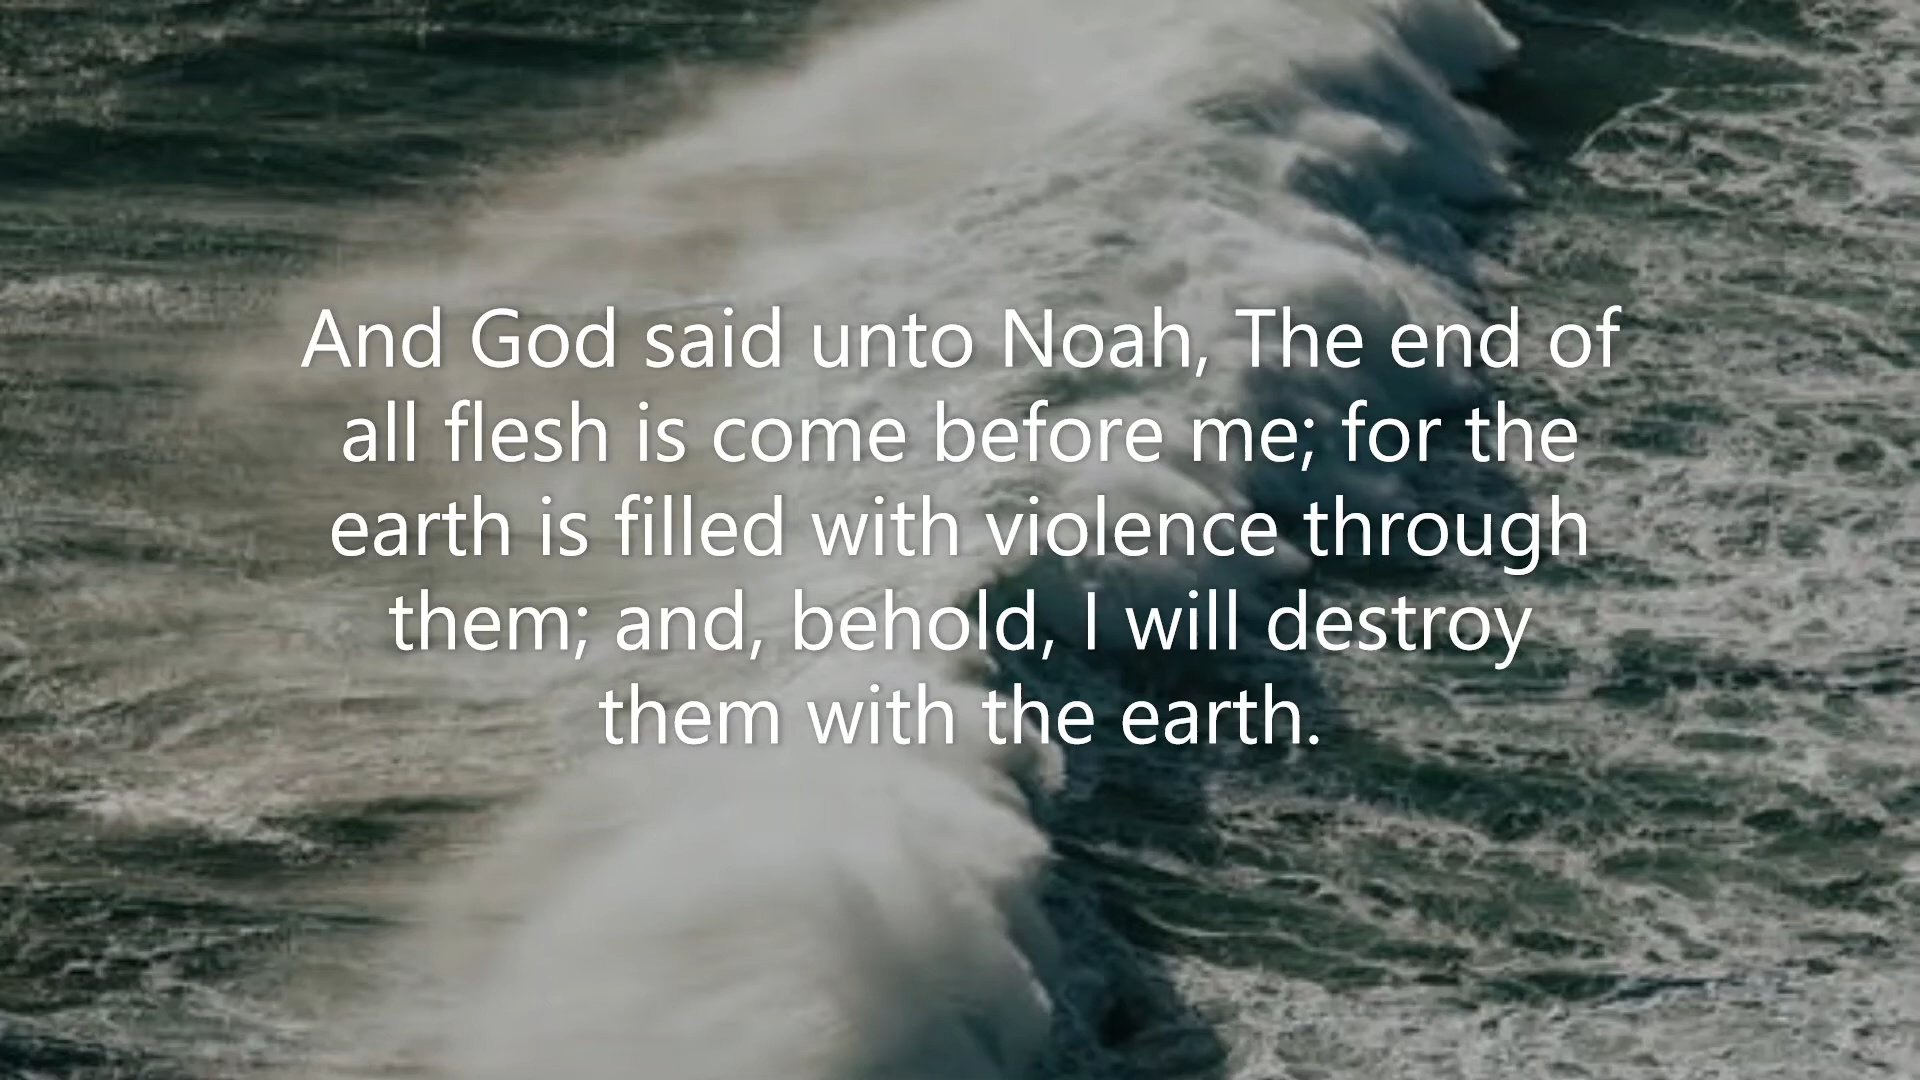 And God said unto Noah, The end of
all flesh is come before me; for the
earth is filled with violence through
them; and, behold, I will destroy
them with the earth.